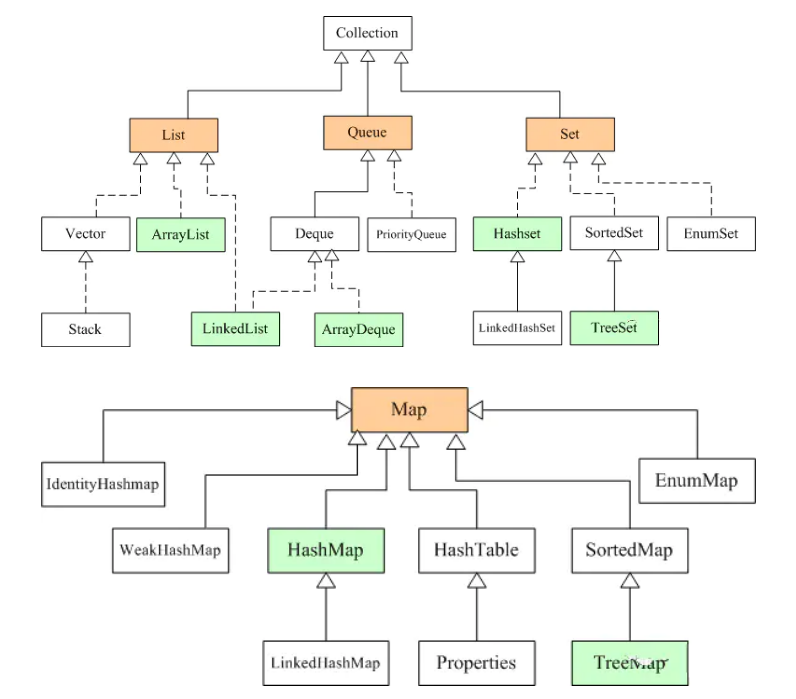 Collection
List
Queue
Set
Vector
ArrayList
Deque
PriorityQueue
Hashset
SortedSet
EnumSet
Stack
LinkedList
ArrayDeque
LinkedHashSet
TreeSet
Map
IdentityHashmap
EnumMap
WeakHashMap
HashMap
HashTable
SortedMap
LinkedHashMap
Properties
TreeMap